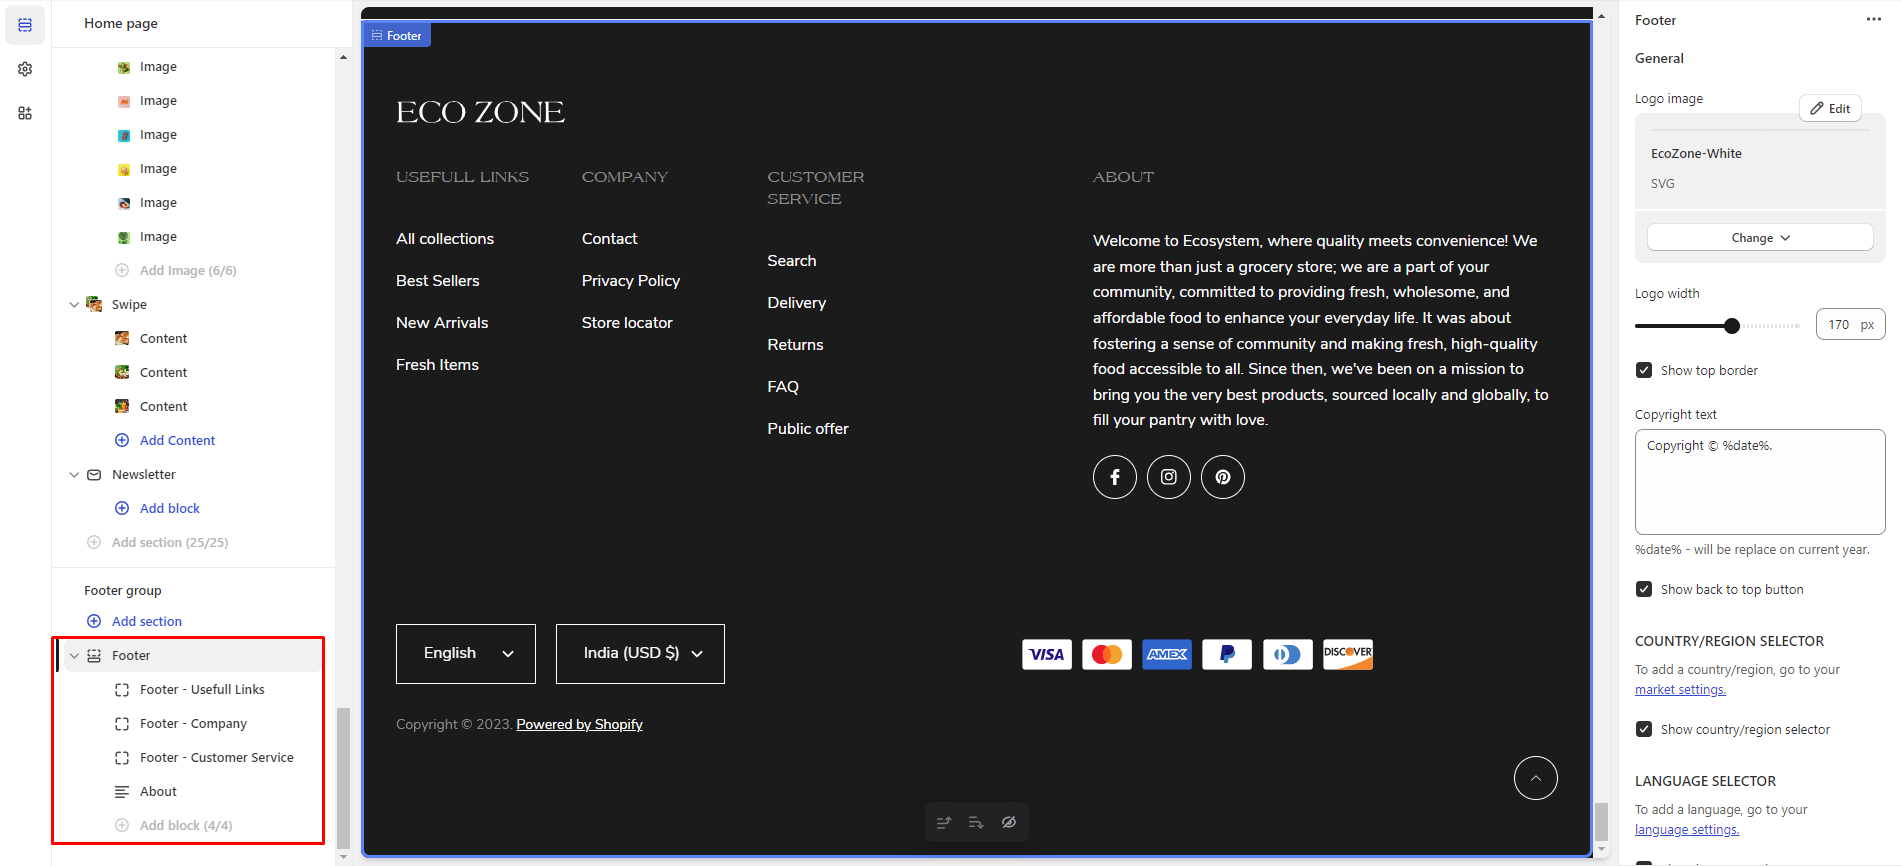 Home page
Image
Image
Image
Image
Image
Image
Add Image (6/6)
Swipe
Content
Content
Content
Add Content
Newsletter
Add block
Add section (25/25)
Footer group
Add section
Footer
Footer - Usefull Links
Footer - Company
Footer - Customer Service
About
Add block (4/4)
Footer
ECO ZONE
USEFULL LINKS
All collections
Best Sellers
New Arrivals
Fresh Items
COMPANY
Contact
Privacy Policy
Store locator
CUSTOMER
SERVICE
Search
Delivery
Returns
FAQ
Public offer
ABOUT
Welcome to Ecosystem, where quality meets convenience! We
are more than just a grocery store; we are a part of your
community, committed to providing fresh, wholesome, and
affordable food to enhance your everyday life. It was about
fostering a sense of community and making fresh, high-quality
food accessible to all. Since then, we've been on a mission to
bring you the very best products, sourced locally and globally, to
fill your pantry with love.
English
India (USD $)
VISA
AMEX
DISCOVER
Copyright © 2023. Powered by Shopify
Footer
General
Logo image
Edit
EcoZone-White
SVG
Change
Logo width
170 px
Show top border
Copyright text
Copyright © %date%.
%date% - will be replace on current year.
Show back to top button
COUNTRY/REGION SELECTOR
To add a country/region, go to your
market settings.
Show country/region selector
LANGUAGE SELECTOR
To add a language, go to your
language settings.